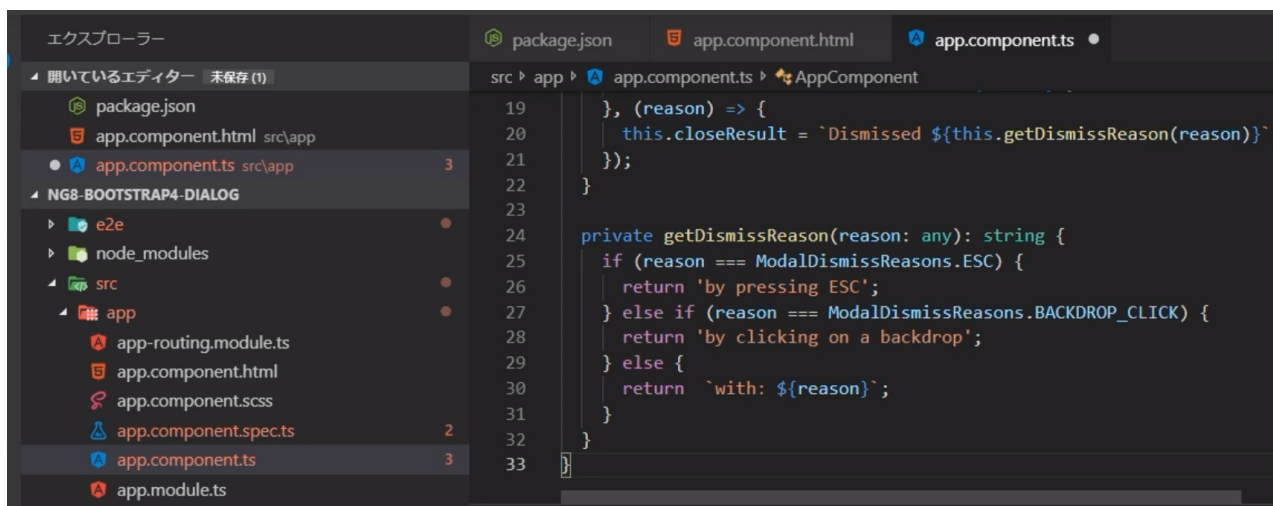 エクスプローラー
開いているエディター 未保存 (1)
package.json
app.component.html src\app
app.component.ts src\app 3
NG8-BOOTSTRAP4-DIALOG
e2e
node_modules
src
app
app-routing.module.ts
app.component.html
app.component.scss
app.component.spec.ts 2
app.component.ts 3
app.module.ts
package.json app.component.html app.component.ts
src app app.component.ts AppComponent
19 }, (reason) => {
20 this.closeResult = `Dismissed ${this.getDismissReason(reason)}`
21 });
22 }
23
24 private getDismissReason(reason: any): string {
25 if (reason === ModalDismissReasons.ESC) {
26 return 'by pressing ESC';
27 } else if (reason === ModalDismissReasons.BACKDROP_CLICK) {
28 return 'by clicking on a backdrop';
29 } else {
30 return  `with: ${reason}`;
31 }
32 }
33 }